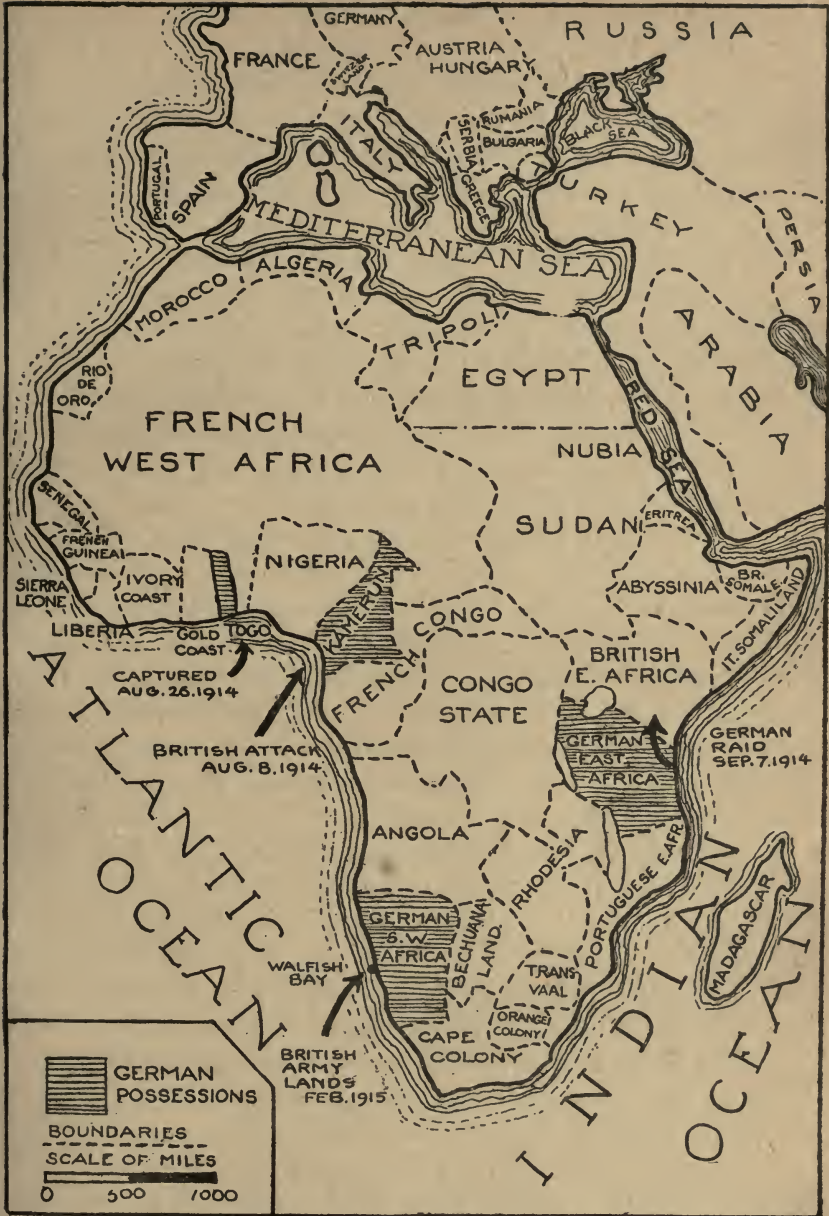 RUSSIA
GERMANY
FRANCE
SWITZER
LAND
AUSTRIA
HUNGARY
ITALY
SERBIA
RUMANIA
BULGARIA
GREECE
BLACK
SEA
TURKEY
PERSIA
PORTUGAL
SPAIN
MEDITERRANEAN SEA
MOROCCO
ALGERIA
TRIPOLI
EGYPT
RED SEA
ARABIA
RIO
DE
ORO
FRENCH
WEST AFRICA
NUBIA
SENEGAL
FRENCH
GUINEA
SIERRA
LEONE
IVORY
COAST
LIBERIA
GOLD
COAST
TOGO
NIGERIA
KAMERUN
SUDAN
ERITREA
ABYSSINIA
BR.
SOMALI.
IT. SOMALILAND
FRENCH CONGO
CONGO
STATE
BRITISH
E. AFRICA
CAPTURED
AUG. 26. 1914
BRITISH ATTACK
AUG. 8. 1914
GERMAN
EAST
AFRICA
GERMAN
RAID
SEP. 7. 1914
ATLANTIC
OCEAN
ANGOLA
RHODESIA
PORTUGUESE E. AFR.
MADAGASCAR
INDIAN
OCEAN
GERMAN
S. W.
AFRICA
BECHUANA
LAND.
WALFISH
BAY
TRANS
VAAL
ORANGE
COLONY
CAPE
COLONY
BRITISH
ARMY
LANDS
FEB. 1915
GERMAN
POSSESSIONS
BOUNDARIES
SCALE OF MILES
0 500 1000